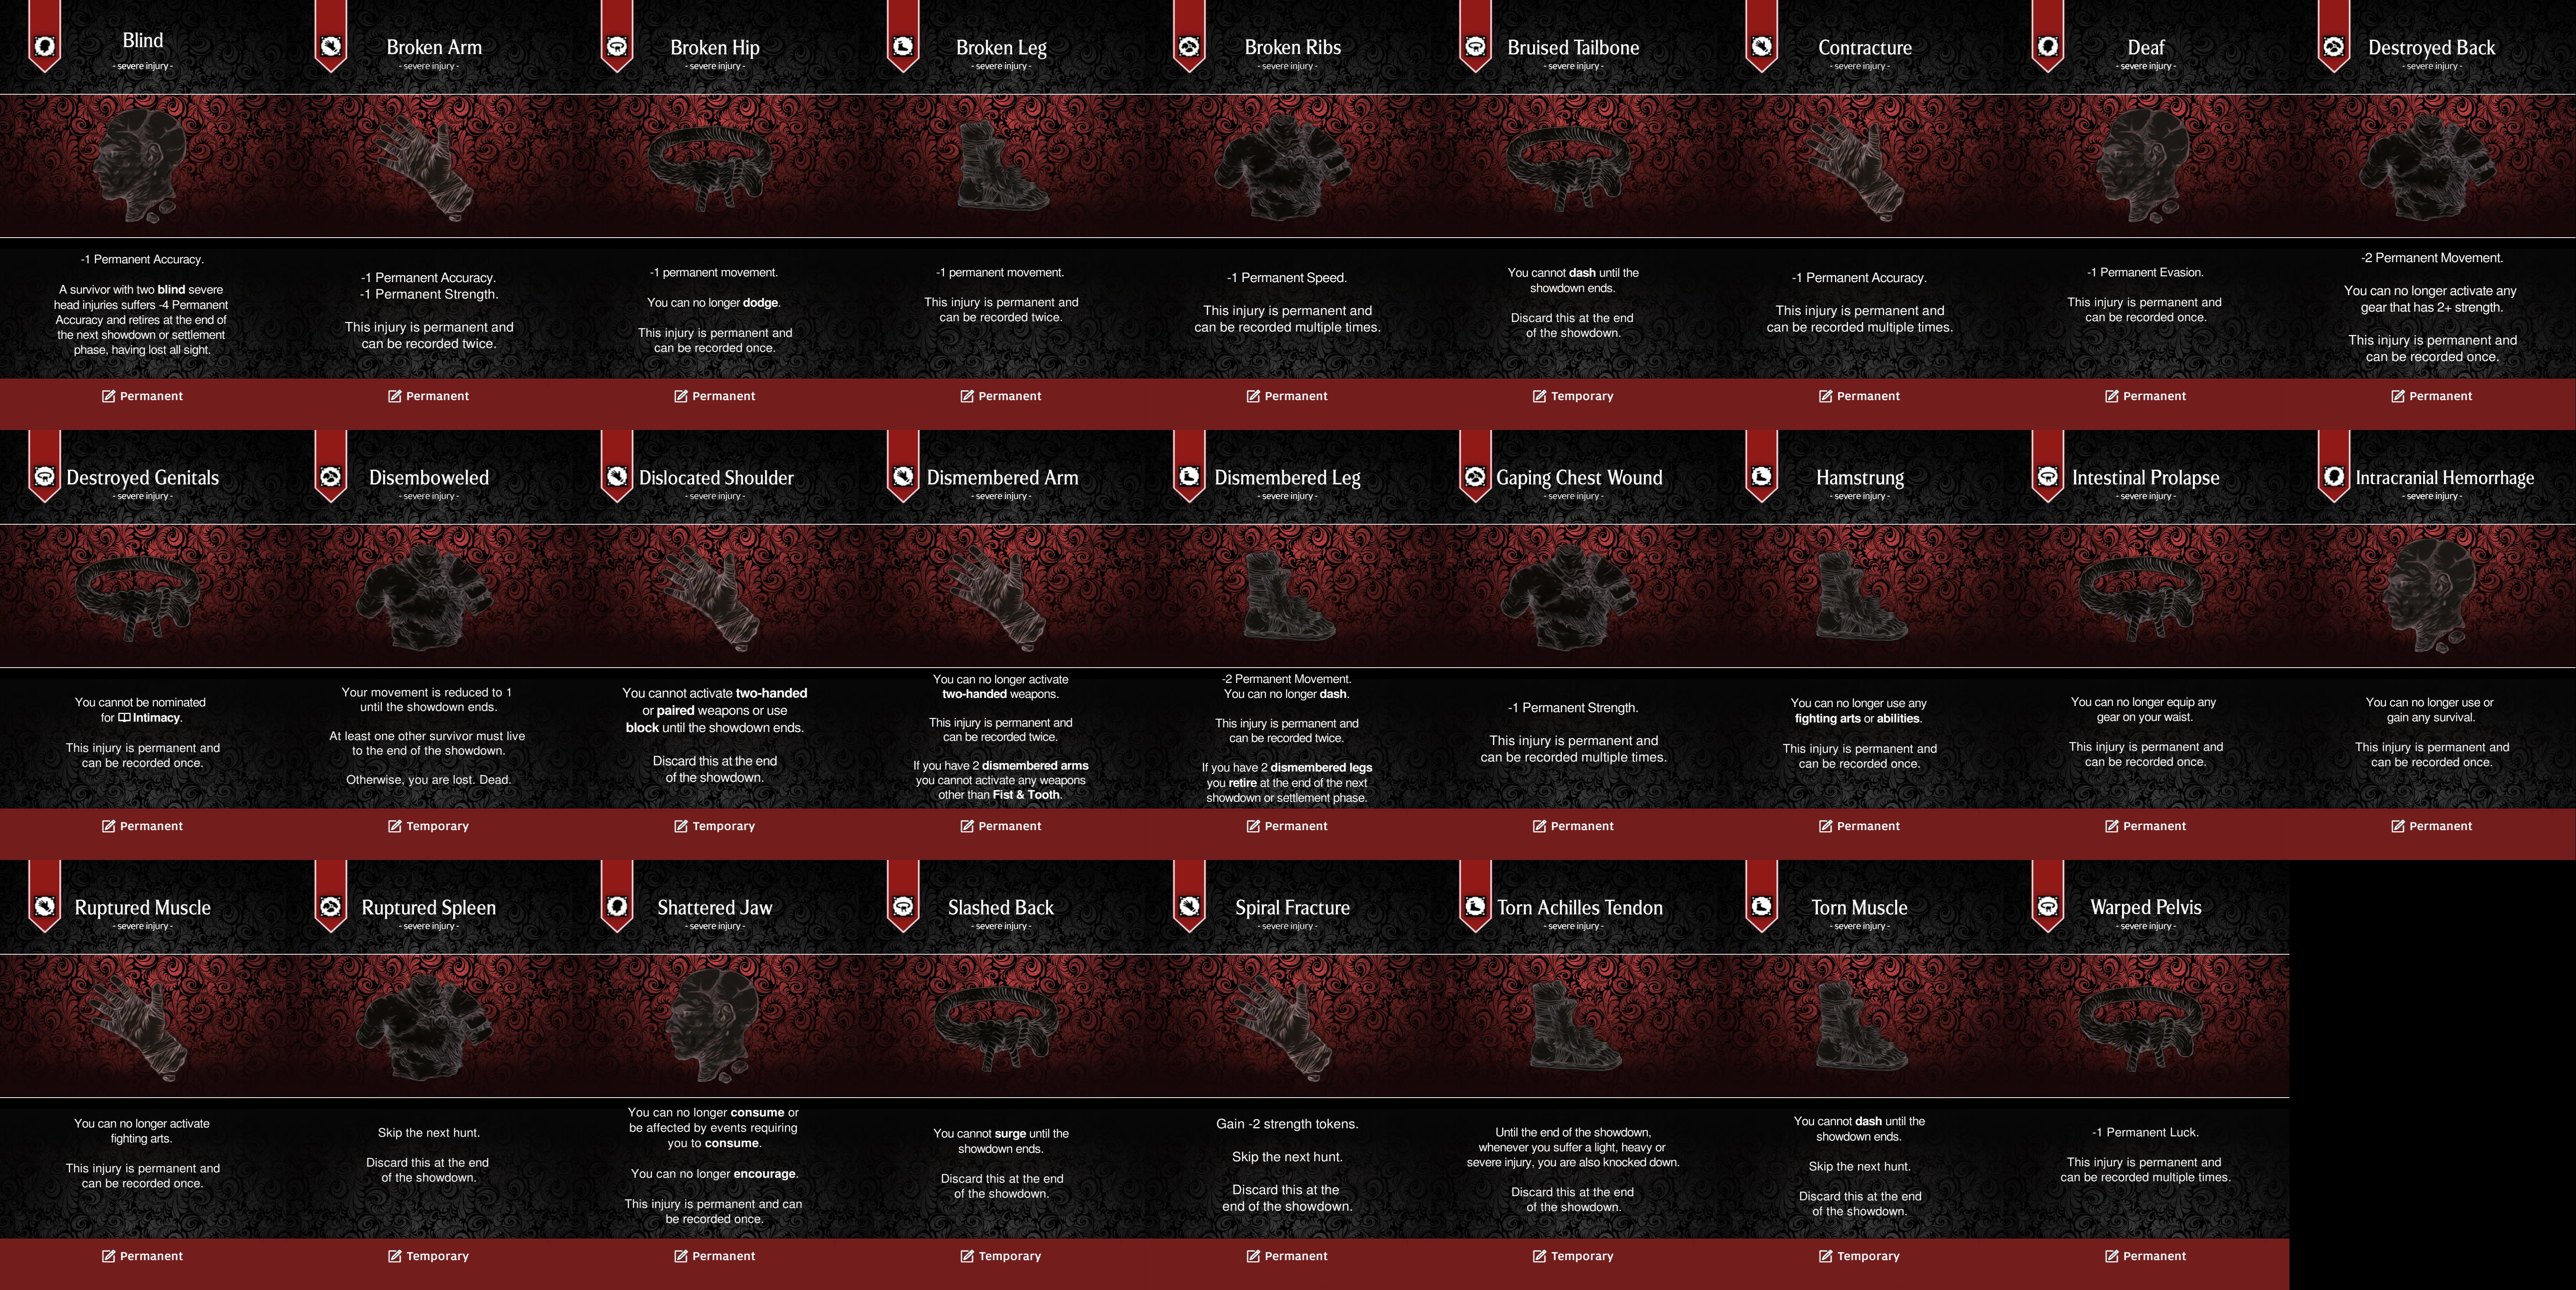 Blind
- severe injury -
-1 Permanent Accuracy.
A survivor with two blind severe
head injuries suffers -4 Permanent
Accuracy and retires at the end of
the next showdown or settlement
phase, having lost all sight.
Permanent
Broken Arm
- severe injury -
-1 Permanent Accuracy.
-1 Permanent Strength.
This injury is permanent and
can be recorded twice.
Permanent
Broken Hip
- severe injury -
-1 permanent movement.
You can no longer dodge.
This injury is permanent and
can be recorded once.
Permanent
Broken Leg
- severe injury -
-1 permanent movement.
This injury is permanent and
can be recorded twice.
Permanent
Broken Ribs
- severe injury -
-1 Permanent Speed.
This injury is permanent and
can be recorded multiple times.
Permanent
Bruised Tailbone
- severe injury -
You cannot dash until the
showdown ends.
Discard this at the end
of the showdown.
Temporary
Contracture
- severe injury -
-1 Permanent Accuracy.
This injury is permanent and
can be recorded multiple times.
Permanent
Deaf
- severe injury -
-1 Permanent Evasion.
This injury is permanent and
can be recorded once.
Permanent
Destroyed Back
- severe injury -
-2 Permanent Movement.
You can no longer activate any
gear that has 2+ strength.
This injury is permanent and
can be recorded once.
Permanent
Destroyed Genitals
- severe injury -
You cannot be nominated
for Intimacy.
This injury is permanent and
can be recorded once.
Permanent
Disemboweled
- severe injury -
Your movement is reduced to 1
until the showdown ends.
At least one other survivor must live
to the end of the showdown.
Otherwise, you are lost. Dead.
Temporary
Dislocated Shoulder
- severe injury -
You cannot activate two-handed
or paired weapons or use
block until the showdown ends.
Discard this at the end
of the showdown.
Temporary
Dismembered Arm
- severe injury -
You can no longer activate
two-handed weapons.
This injury is permanent and
can be recorded twice.
If you have 2 dismembered arms
you cannot activate any weapons
other than Fist & Tooth.
Permanent
Dismembered Leg
- severe injury -
-2 Permanent Movement.
You can no longer dash.
This injury is permanent and
can be recorded twice.
If you have 2 dismembered legs
you retire at the end of the next
showdown or settlement phase.
Permanent
Gaping Chest Wound
- severe injury -
-1 Permanent Strength.
This injury is permanent and
can be recorded multiple times.
Permanent
Hamstrung
- severe injury -
You can no longer use any
fighting arts or abilities.
This injury is permanent and
can be recorded once.
Permanent
Intestinal Prolapse
- severe injury -
You can no longer equip any
gear on your waist.
This injury is permanent and
can be recorded once.
Permanent
Intracranial Hemorrhage
- severe injury -
You can no longer use or
gain any survival.
This injury is permanent and
can be recorded once.
Permanent
Ruptured Muscle
- severe injury -
You can no longer activate
fighting arts.
This injury is permanent and
can be recorded once.
Permanent
Ruptured Spleen
- severe injury -
Skip the next hunt.
Discard this at the end
of the showdown.
Temporary
Shattered Jaw
- severe injury -
You can no longer consume or
be affected by events requiring
you to consume.
You can no longer encourage.
This injury is permanent and can
be recorded once.
Permanent
Slashed Back
- severe injury -
You cannot surge until the
showdown ends.
Discard this at the end
of the showdown.
Temporary
Spiral Fracture
- severe injury -
Gain -2 strength tokens.
Skip the next hunt.
Discard this at the
end of the showdown.
Permanent
Torn Achilles Tendon
- severe injury -
Until the end of the showdown,
whenever you suffer a light, heavy or
severe injury, you are also knocked down.
Discard this at the end
of the showdown.
Temporary
Torn Muscle
- severe injury -
You cannot dash until the
showdown ends.
Skip the next hunt.
Discard this at the end
of the showdown.
Temporary
Warped Pelvis
- severe injury -
-1 Permanent Luck.
This injury is permanent and
can be recorded multiple times.
Permanent